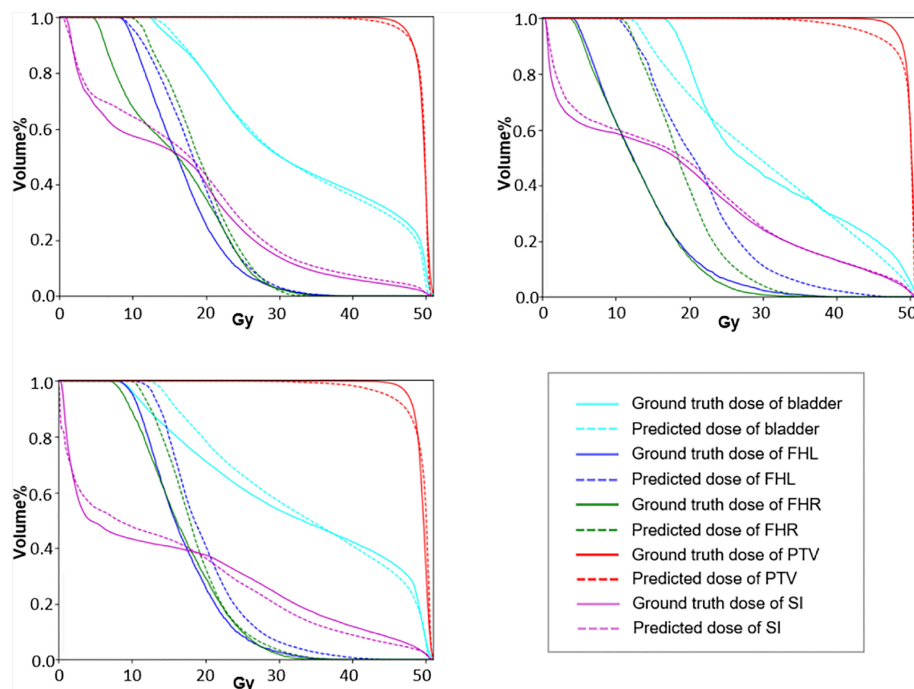 1.0
0.8
0.6
0.4
0.2
0.0
Volume%
0 10 20 30 40 50
Gy
1.0
0.8
0.6
0.4
0.2
0.0
Volume%
0 10 20 30 40 50
Gy
1.0
0.8
0.6
0.4
0.2
0.0
Volume%
0 10 20 30 40 50
Gy
Ground truth dose of bladder
Predicted dose of bladder
Ground truth dose of FHL
Predicted dose of FHL
Ground truth dose of FHR
Predicted dose of FHR
Ground truth dose of PTV
Predicted dose of PTV
Ground truth dose of SI
Predicted dose of SI